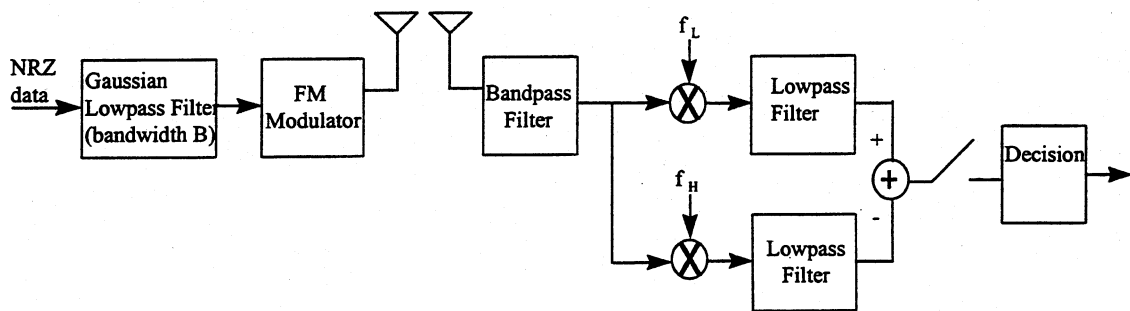 NRZ
data
Gaussian
Lowpass Filter
(bandwidth B)
FM
Modulator
Bandpass
Filter
f L
Lowpass
Filter
f H
Lowpass
Filter
+
+
-
Decision